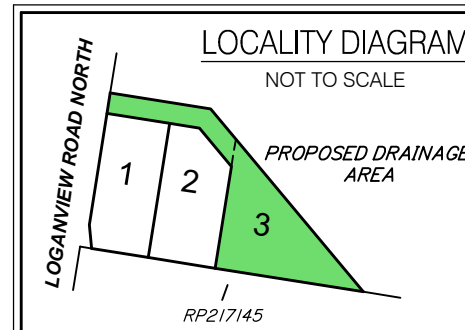 LOCALITY DIAGRAM
NOT TO SCALE
LOGANVIEW ROAD NORTH
PROPOSED DRAINAGE
AREA
1
2
3
RP217145